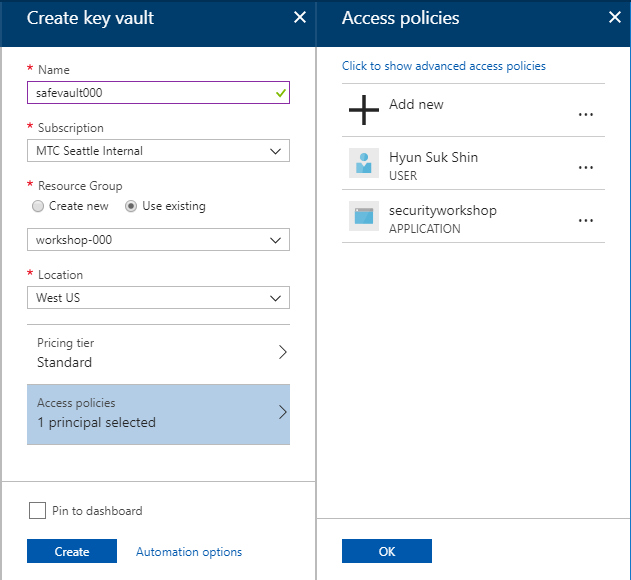 Create key vault
* Name
safevault000
* Subscription
MTC Seattle Internal
* Resource Group
Create new Use existing
workshop-000
* Location
West US
Pricing tier
Standard
Access policies
1 principal selected
Pin to dashboard
Create Automation options
Access policies
Click to show advanced access policies
Add new ...
Hyun Suk Shin ...
USER
securityworkshop ...
APPLICATION
OK